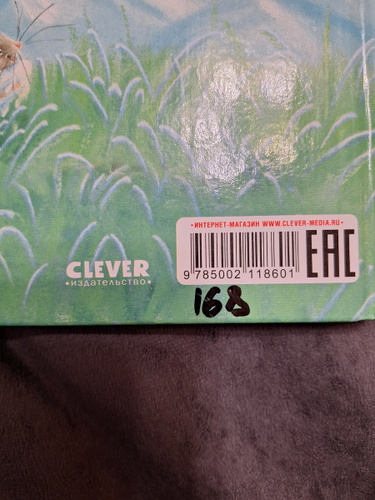 • ИНТЕРНЕТ-МАГАЗИН WWW.CLEVER-MEDIA.RU •
9 785002 118601
EAC
CLEVER
• ИЗДАТЕЛЬСТВО •
168